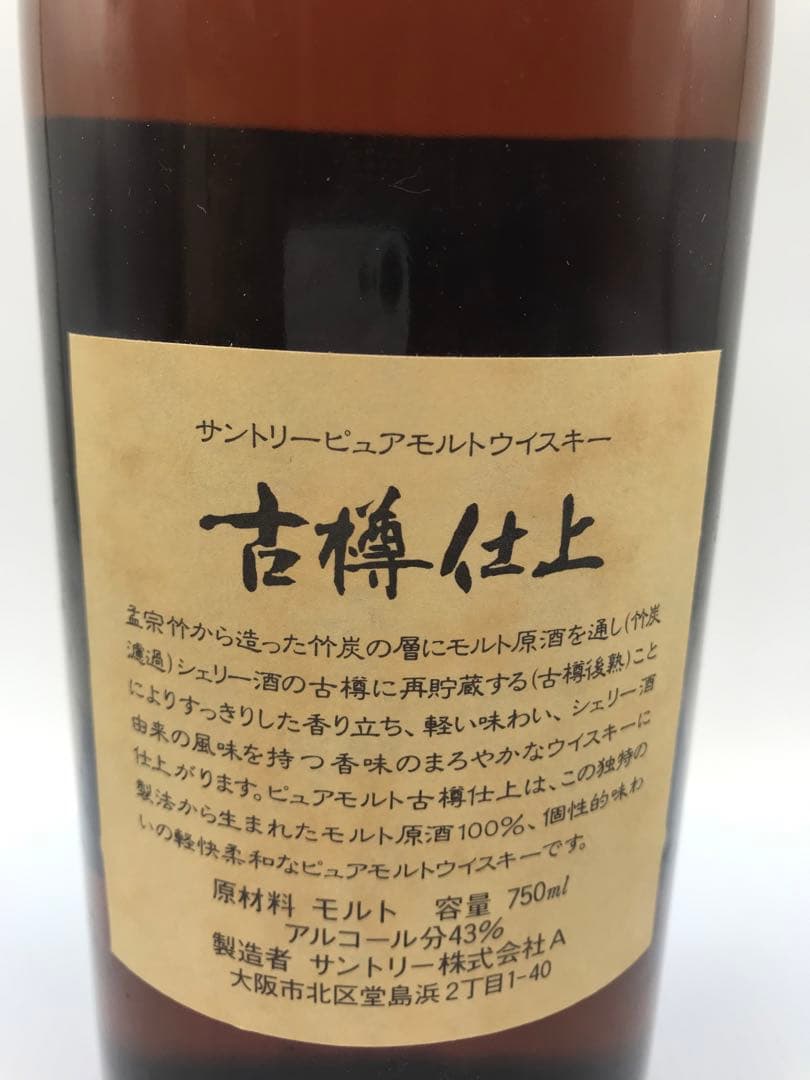 サントリーピュアモルトウイスキー
古樽仕上
孟宗竹から造った竹炭の層にモルト原酒を通し(竹炭
濾過)シェリー酒の古樽に再貯蔵する(古樽後熟)こと
によりすっきりした香り立ち、軽い味わい、シェリー酒
由来の風味を持つ香味のまろやかなウイスキーに
仕上がります。ピュアモルト古樽仕上は、この独特の
製法から生まれたモルト原酒100%、個性的味わ
いの軽快柔和なピュアモルトウイスキーです。
原材料 モルト 容量 750ml
アルコール分43%
製造者 サントリー株式会社A
大阪市北区堂島浜2丁目1-40